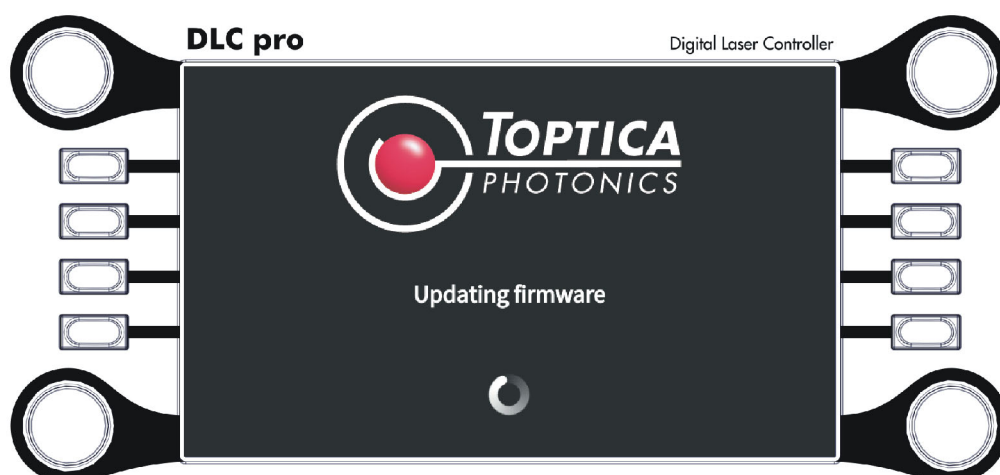 DLC pro
Digital Laser Controller
TOPTICA
PHOTONICS
Updating firmware